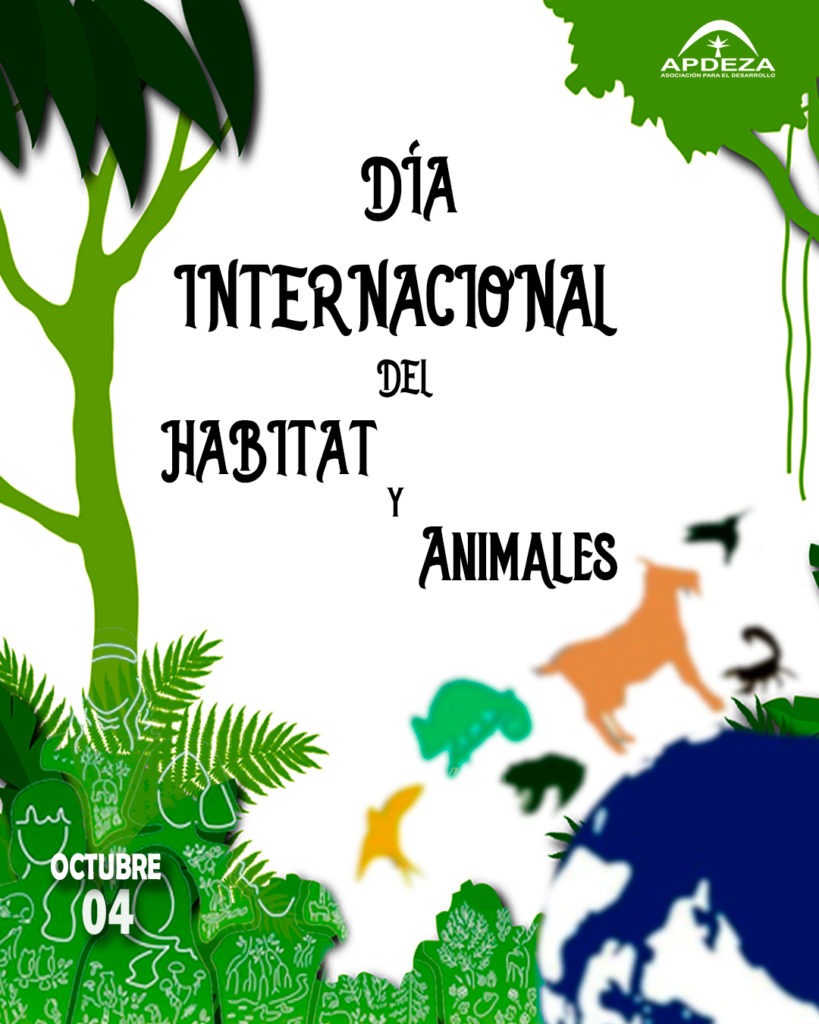 APDEZA
ASOCIACIÓN PARA EL DESARROLLO
DÍA
INTERNACIONAL
DEL
HABITAT
Y
ANIMALES
OCTUBRE
04